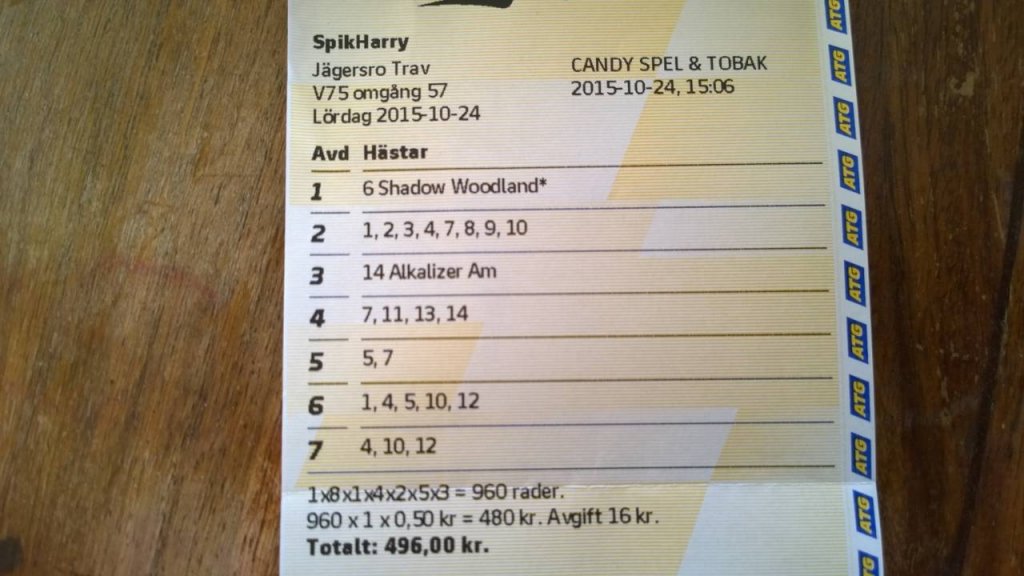 SpikHarry
Jägersro Trav
V75 omgång 57
Lördag 2015-10-24
CANDY SPEL & TOBAK
2015-10-24, 15:06
Avd Hästar
1 6 Shadow Woodland*
2 1, 2, 3, 4, 7, 8, 9, 10
3 14 Alkalizer Am
4 7, 11, 13, 14
5 5, 7
6 1, 4, 5, 10, 12
7 4, 10, 12
1x8x1x4x2x5x3 = 960 rader.
960 x 1 x 0,50 kr = 480 kr. Avgift 16 kr.
Totalt: 496,00 kr.
ATG
ATG
ATG
ATG
ATG
ATG
ATG
ATG
ATG
ATG
ATG